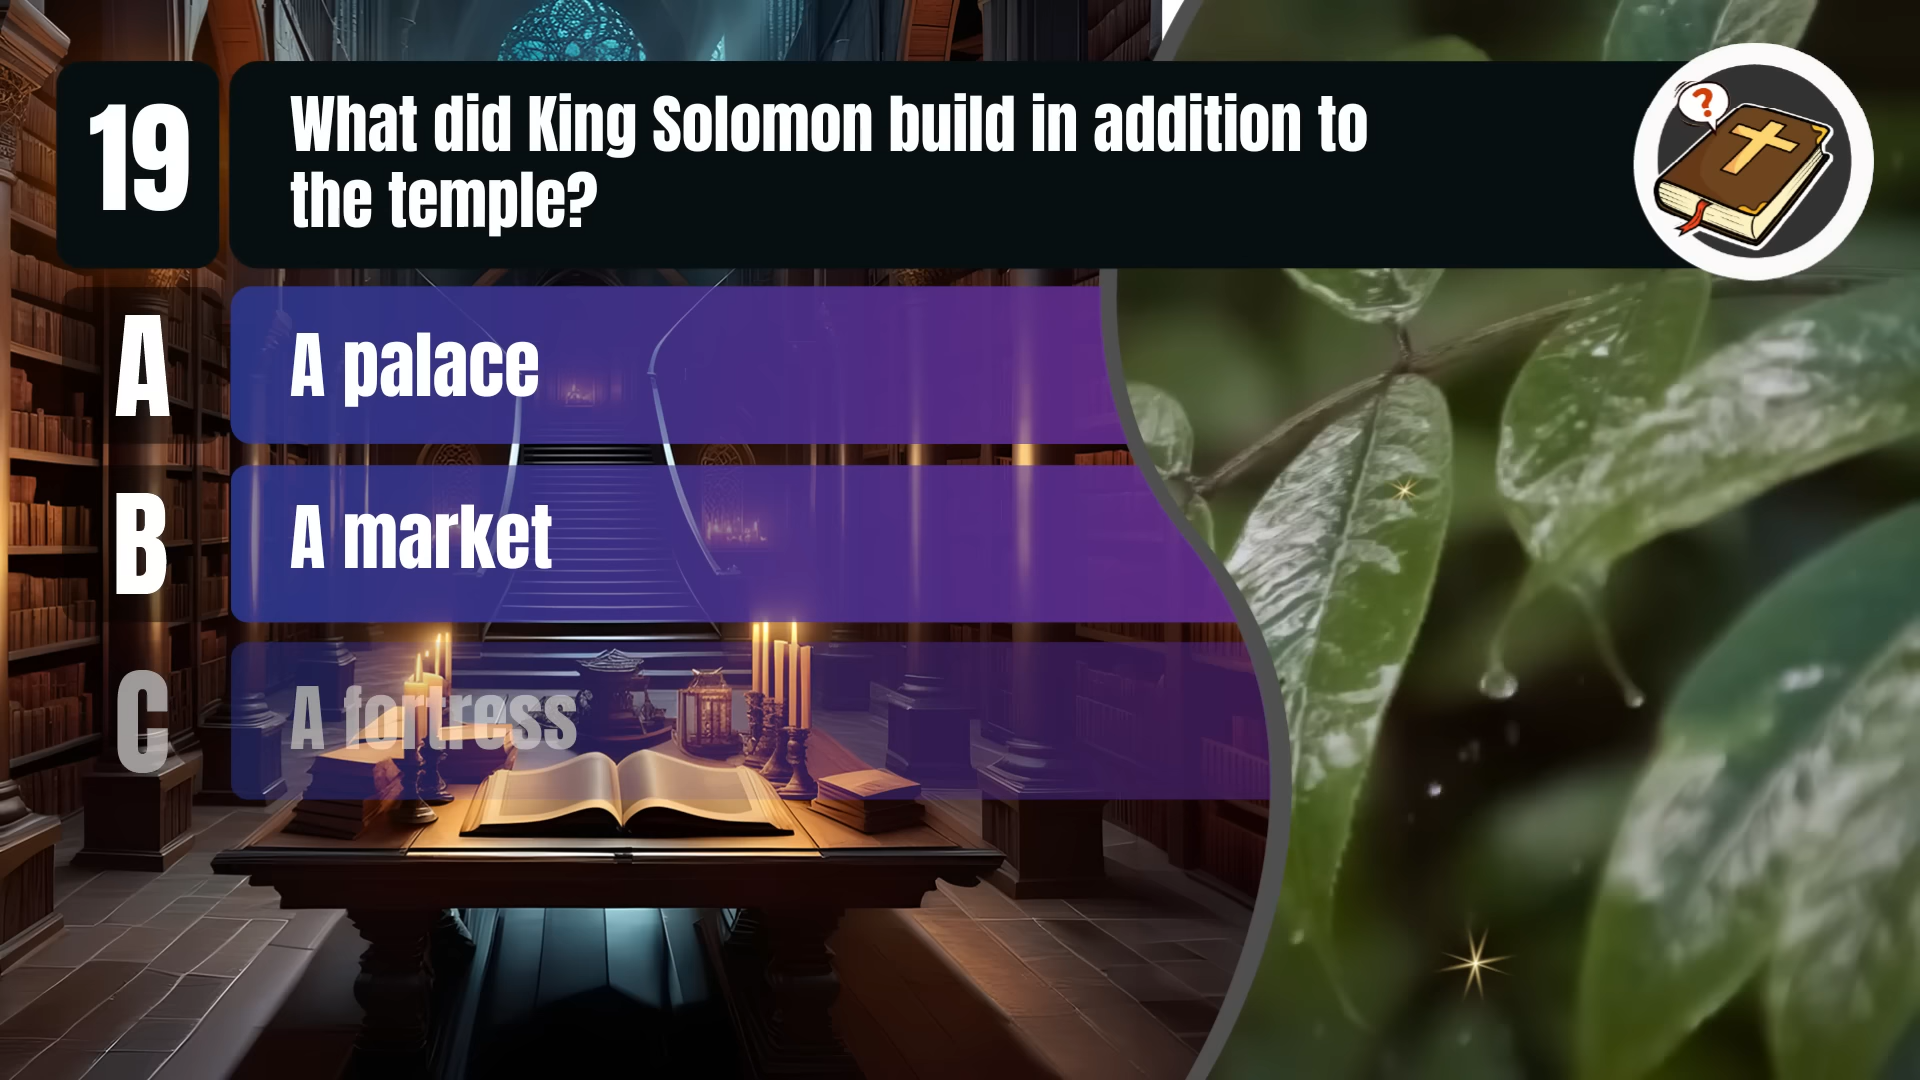 19
What did King Solomon build in addition to
the temple?
A
A palace
B
A market
C
A fortress
?